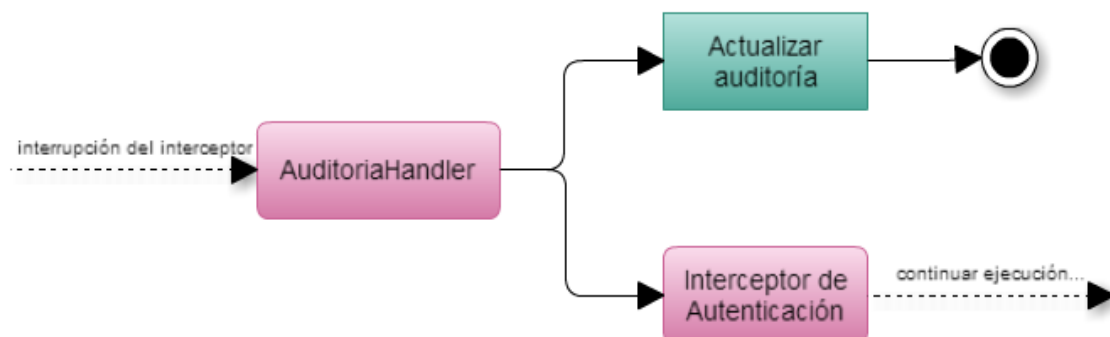 Actualizar
auditoría
interrupción del interceptor
AuditoriaHandler
Interceptor de
Autenticación
continuar ejecución...